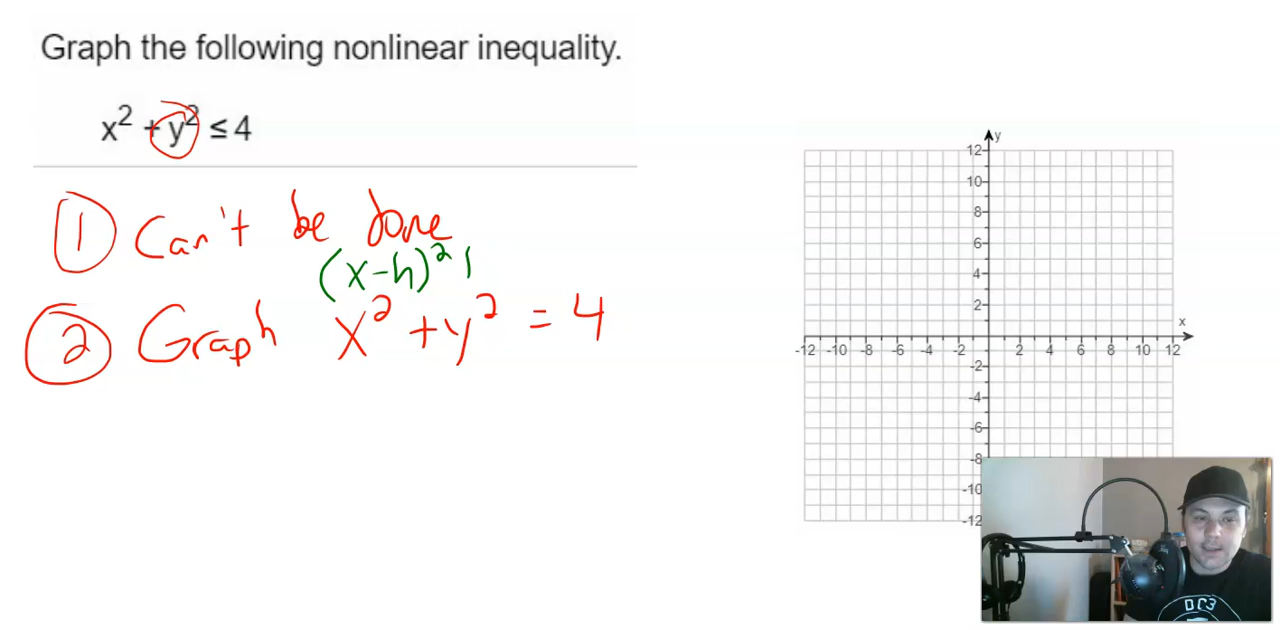 Graph the following nonlinear inequality.
x² + y² ≤ 4
① Can't be done
(x-h)² +
② Graph x² + y² = 4
y
12
10
8
6
4
2
x
-12 -10 -8 -6 -4 -2 2 4 6 8 10 12
-2
-4
-6
-8
-10
-12
DC3